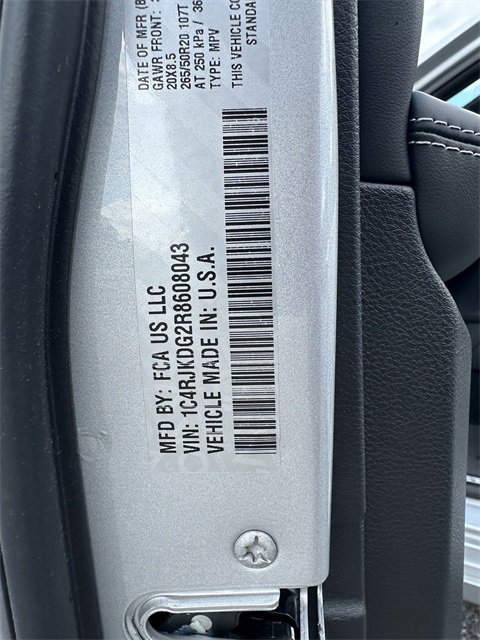 DATE OF MFR
GAWR FRONT:
20X8.5
265/50R20 107T
AT 250 kPa / 36
TYPE: MPV
THIS VEHICLE CO
STANDA
MFD BY: FCA US LLC
VIN: 1C4RJKDG2R8608043
VEHICLE MADE IN: U.S.A.